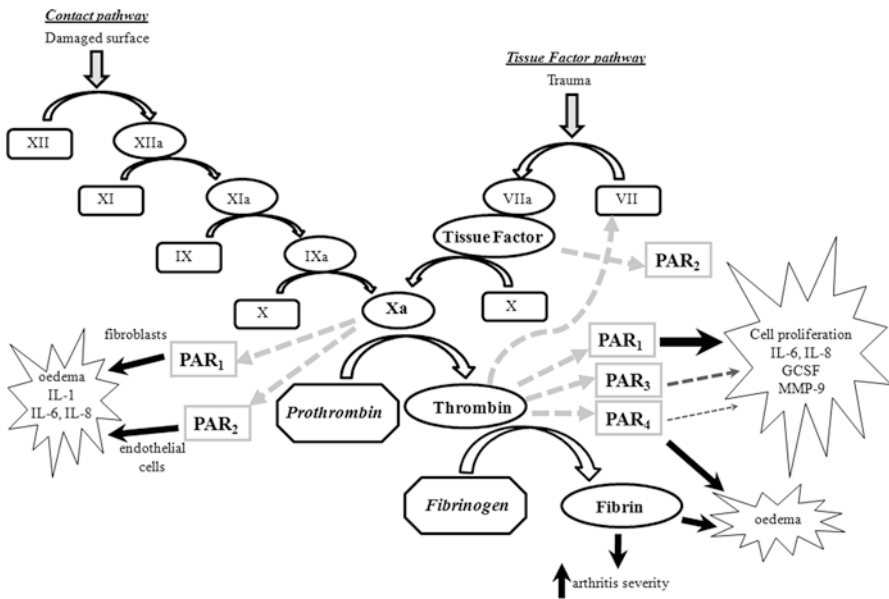 Contact pathway
Damaged surface
Tissue Factor pathway
Trauma
XII
XIIa
XI
XIa
VIIa
VII
Tissue Factor
IX
IXa
PAR2
X
Xa
X
fibroblasts
PAR1
oedema
IL-1
IL-6, IL-8
PAR2
endothelial
cells
Prothrombin
Thrombin
PAR1
PAR3
PAR4
Cell proliferation
IL-6, IL-8
GCSF
MMP-9
Fibrinogen
Fibrin
oedema
arthritis severity